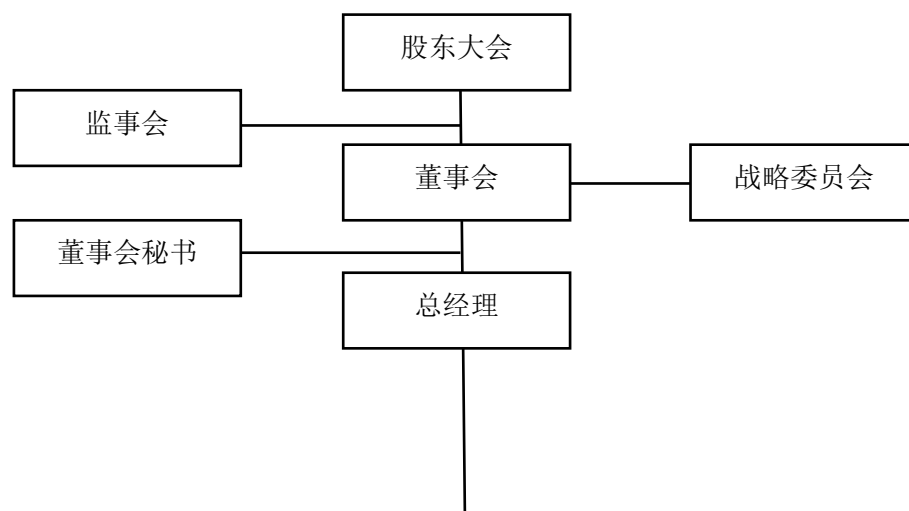 股东大会
监事会
董事会
战略委员会
董事会秘书
总经理